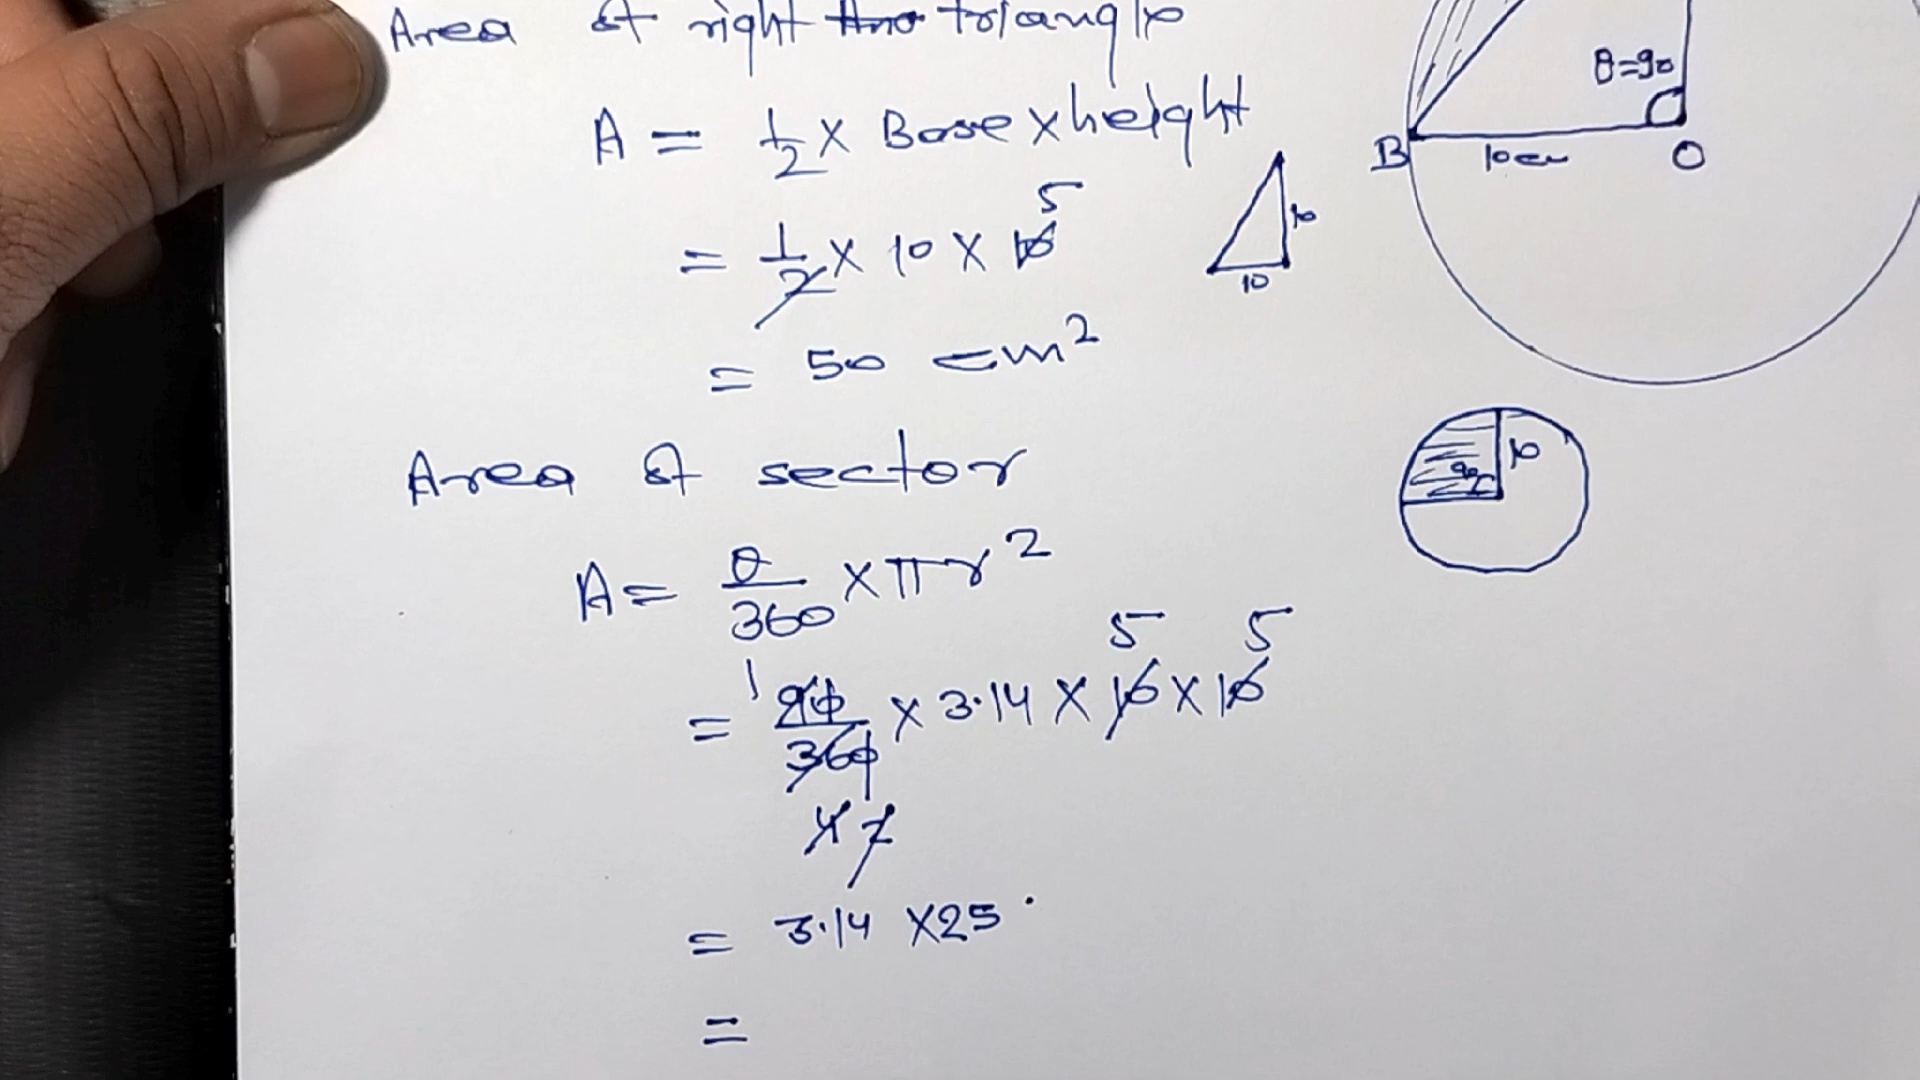 Area of right triangle
A = 1/2 × Base × height
= 1/2 × 10 × 10 5
= 50 cm²
Area of sector
A = θ/360 × πr²
= 1 90/360 × 3.14 × 10 × 10 5 5
4 2
= 3.14 × 25
=
θ=90
B 10cm O
10
10
10
90